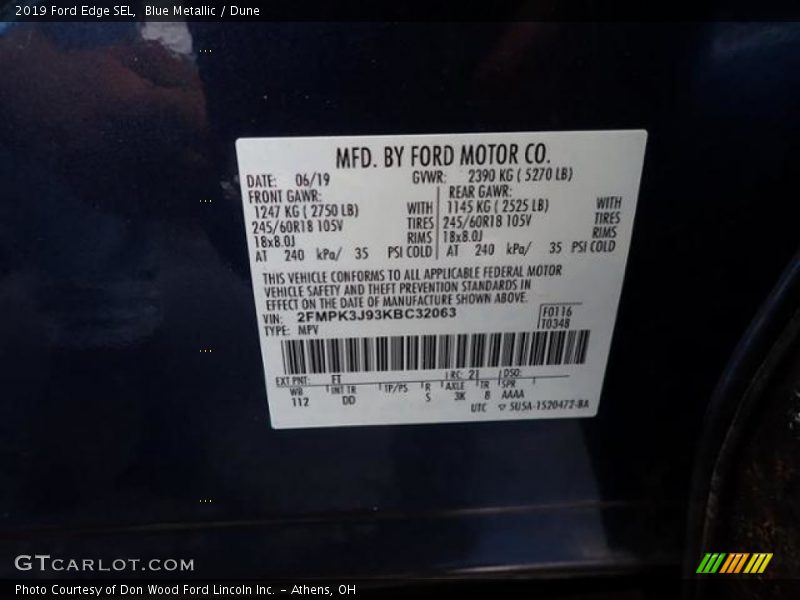 2019 Ford Edge SEL, Blue Metallic / Dune
MFD. BY FORD MOTOR CO.
DATE: 06/19 GVWR: 2390 KG ( 5270 LB)
FRONT GAWR: REAR GAWR:
1247 KG ( 2750 LB) WITH 1145 KG ( 2525 LB) WITH
245/60R18 105V TIRES 245/60R18 105V TIRES
18x8.0J RIMS 18x8.0J RIMS
AT 240 kPa/ 35 PSI COLD AT 240 kPa/ 35 PSI COLD
THIS VEHICLE CONFORMS TO ALL APPLICABLE FEDERAL MOTOR
VEHICLE SAFETY AND THEFT PREVENTION STANDARDS IN
EFFECT ON THE DATE OF MANUFACTURE SHOWN ABOVE.
VIN: 2FMPK3J93KBC32063 F0116
TYPE: MPV T0348
EXT PNT: FT RC: 21 DSO:
WB INT TR TP/PS R AXLE TR SPR
112 DD S 3K 8 AAAA
UTC SU5A-1520472-BA
GTCARLOT.COM
Photo Courtesy of Don Wood Ford Lincoln Inc. - Athens, OH